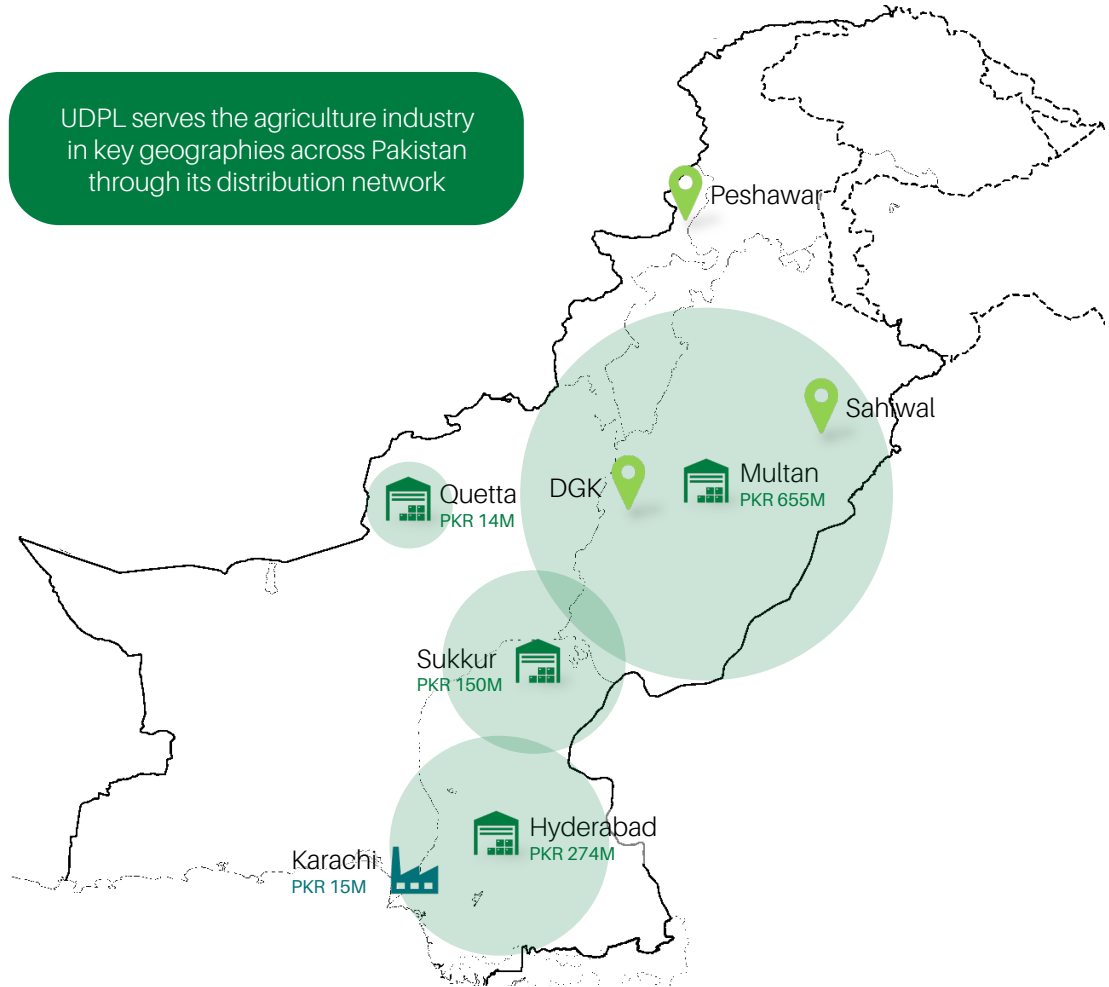 UDPL serves the agriculture industry
in key geographies across Pakistan
through its distribution network
Peshawar
Sahiwal
Multan
PKR 655M
DGK
Quetta
PKR 14M
Sukkur
PKR 150M
Hyderabad
PKR 274M
Karachi
PKR 15M